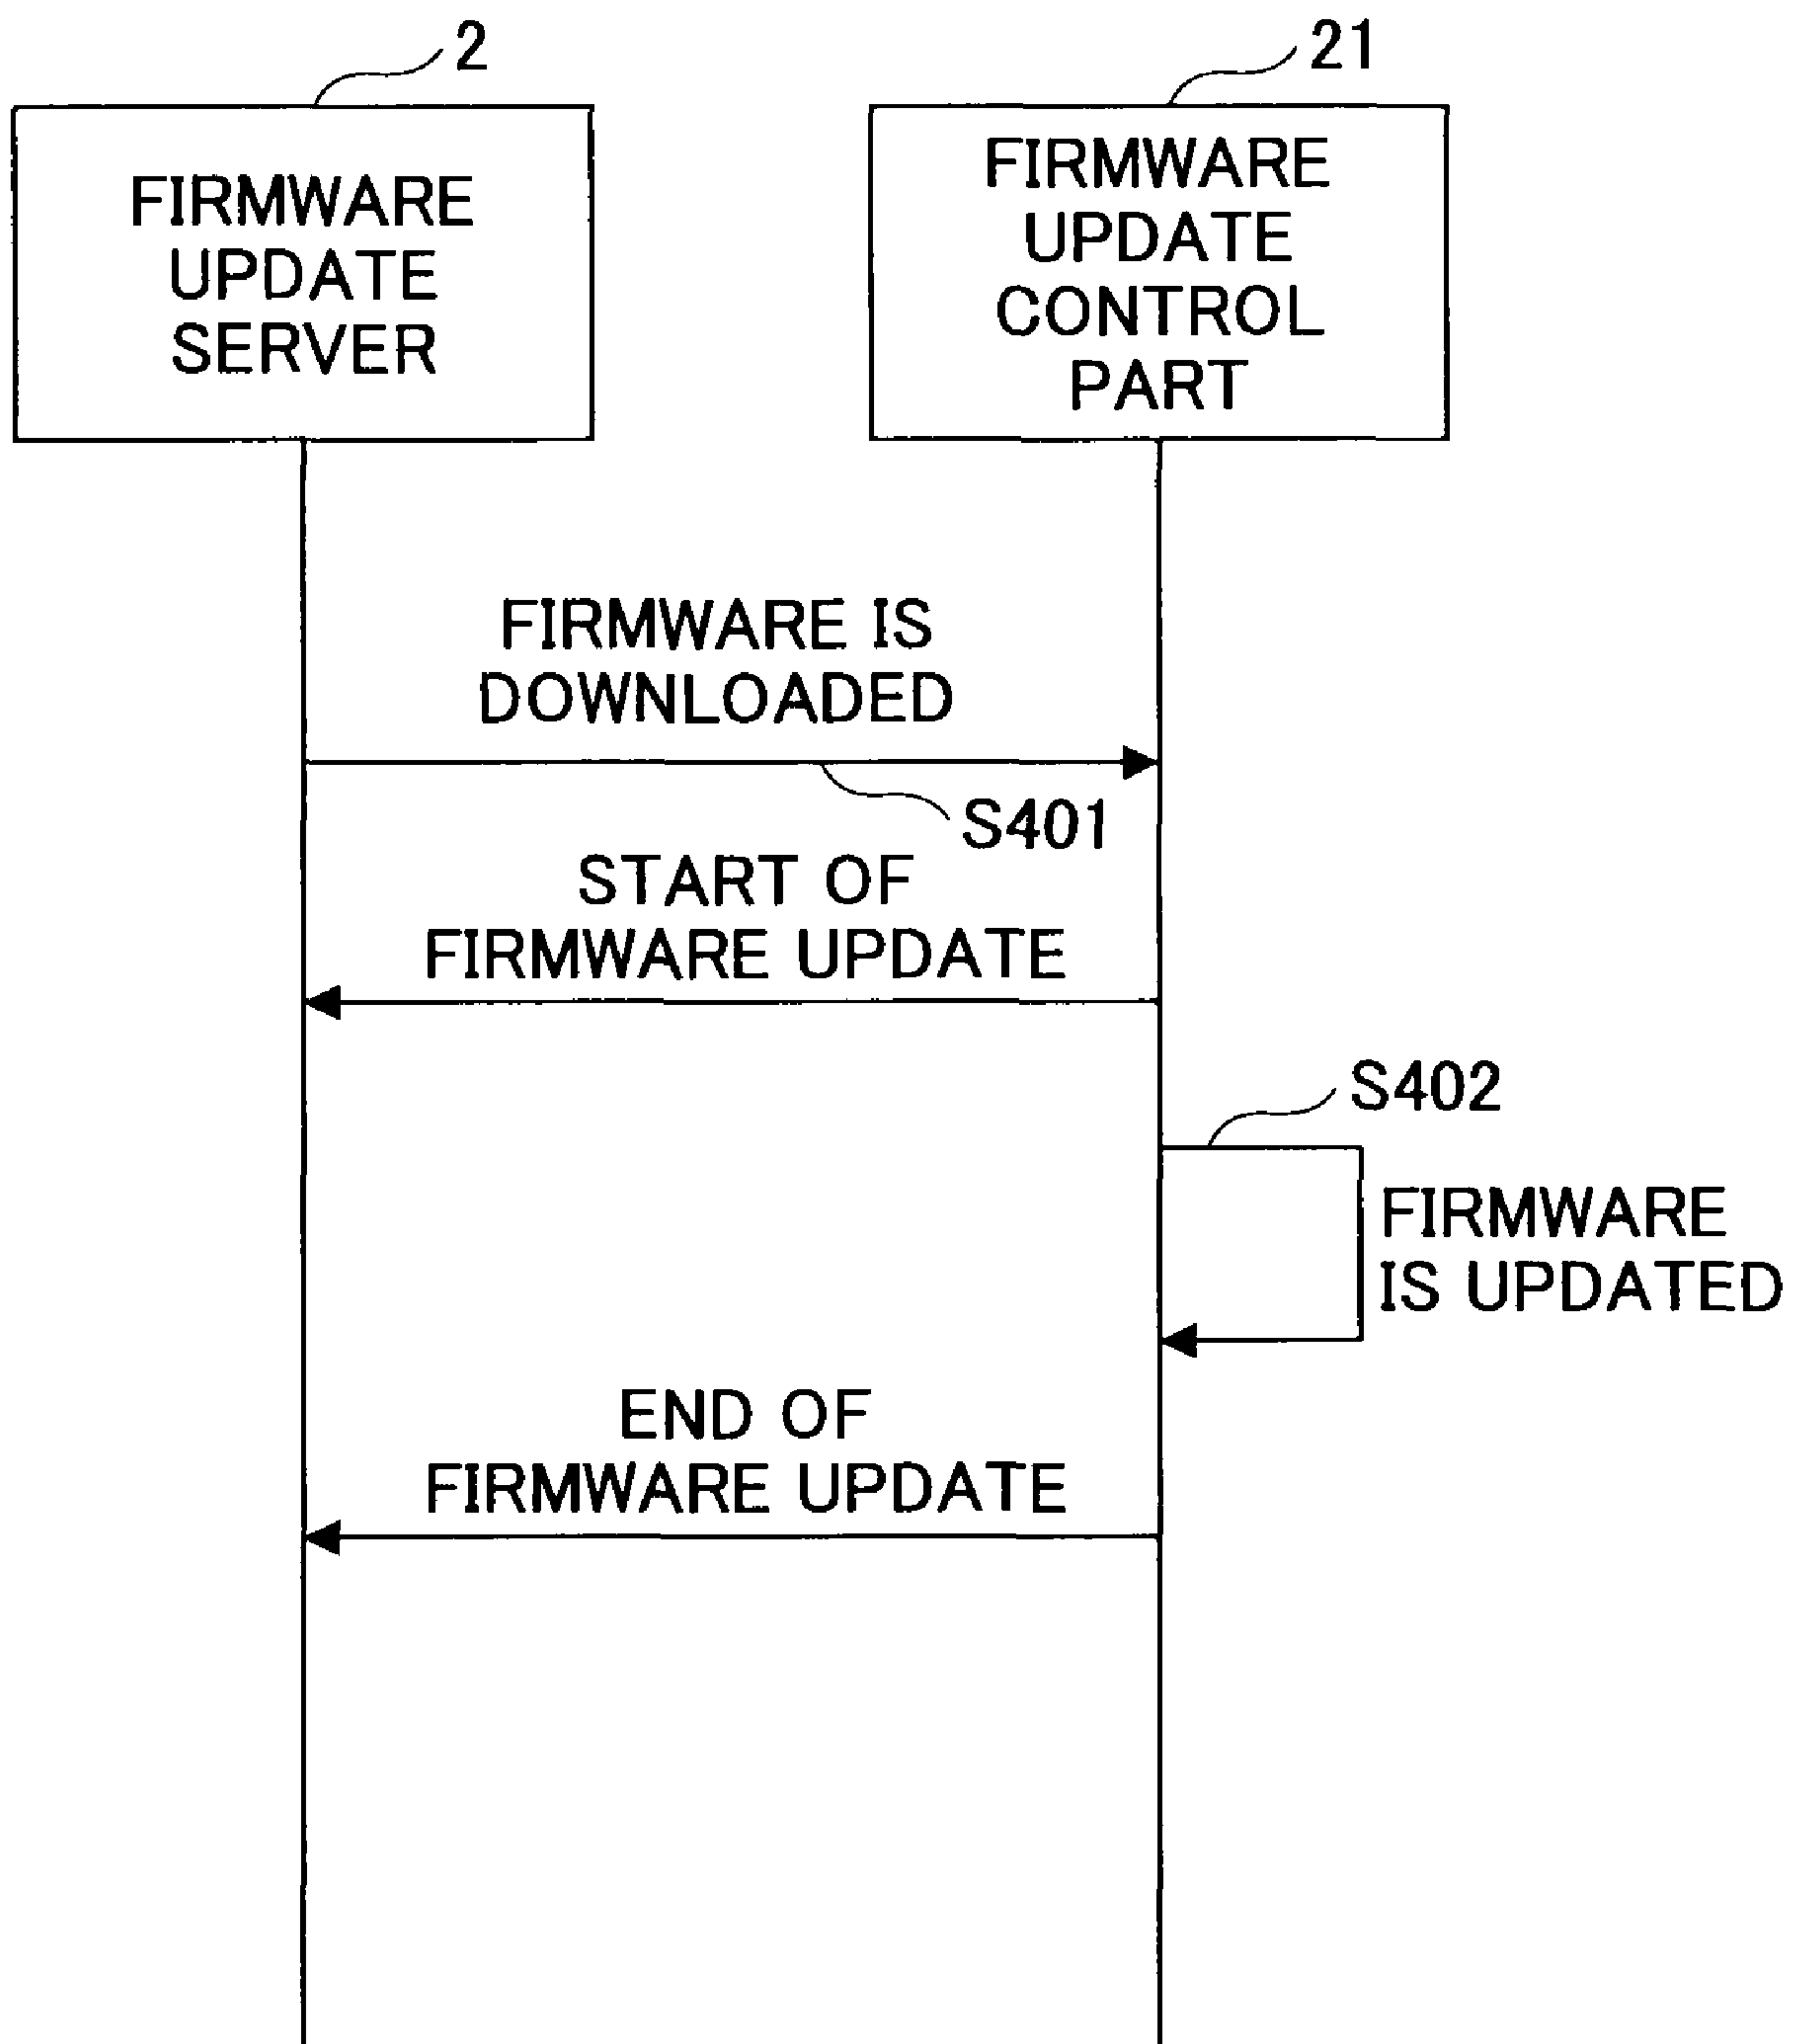 2
21
FIRMWARE
UPDATE
SERVER
FIRMWARE
UPDATE
CONTROL
PART
FIRMWARE IS
DOWNLOADED
S401
START OF
FIRMWARE UPDATE
S402
FIRMWARE
IS UPDATED
END OF
FIRMWARE UPDATE